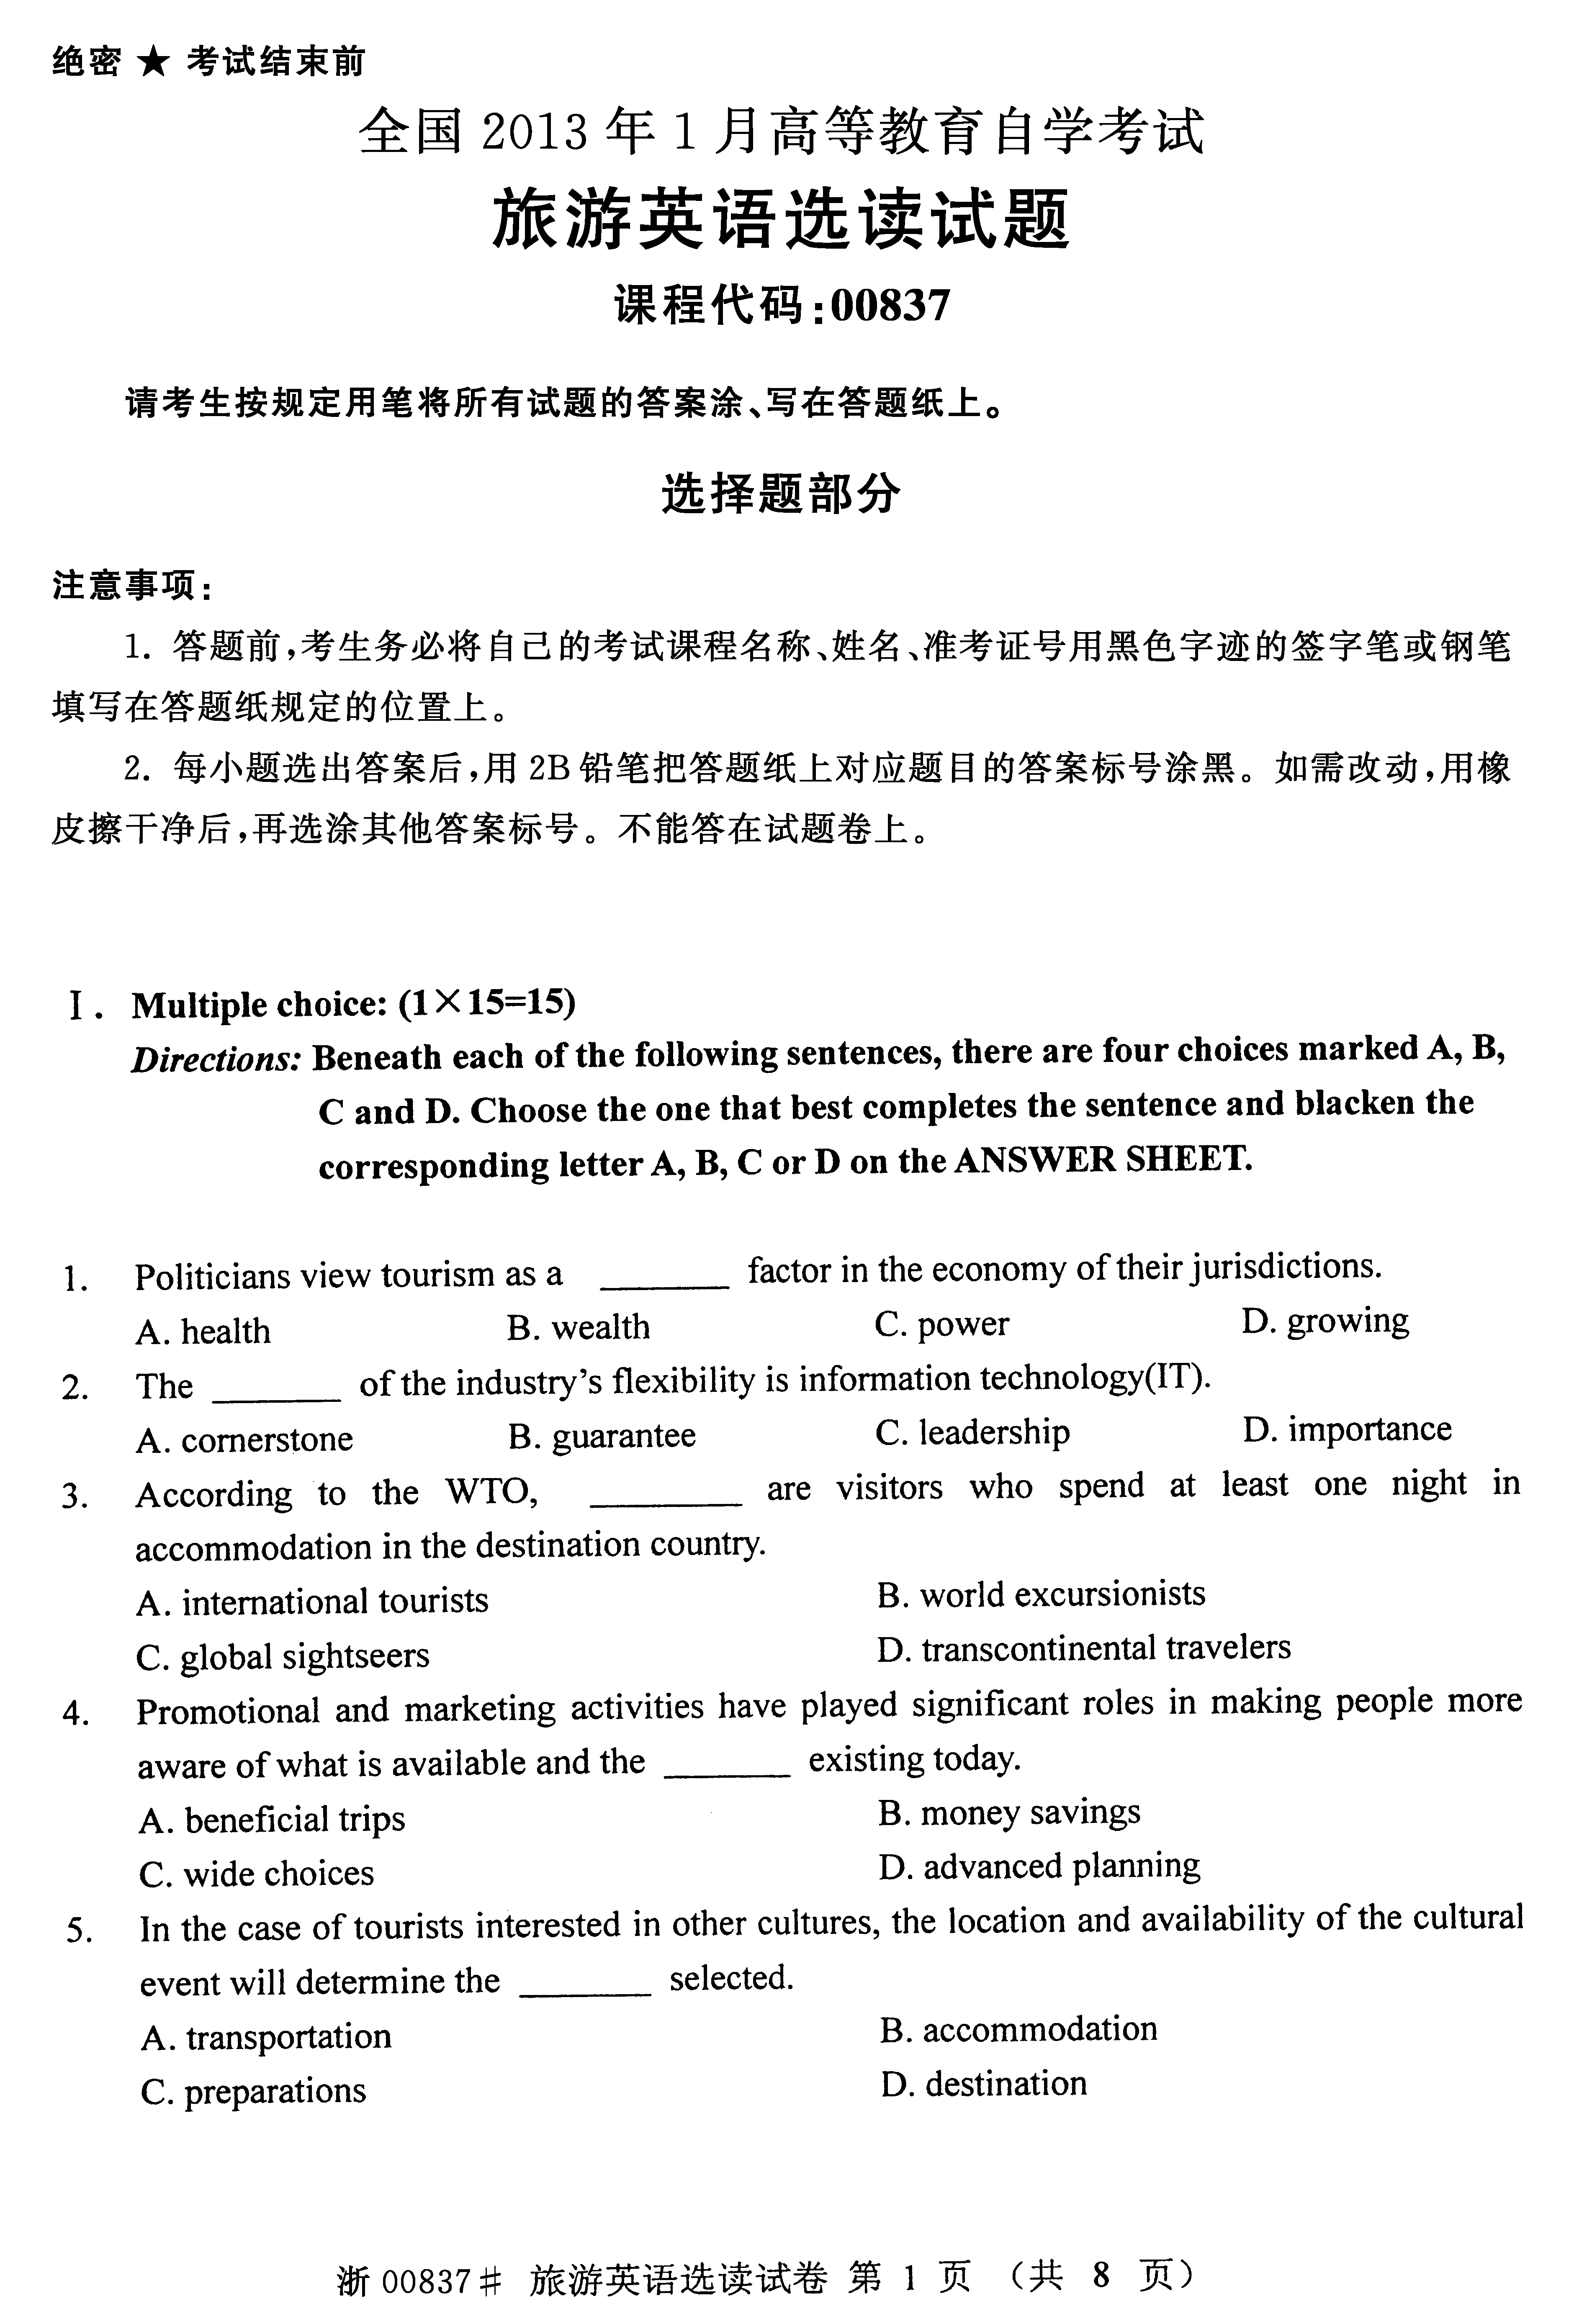 绝密 ★ 考试结束前
全国 2013 年 1 月高等教育自学考试
旅游英语选读试题
课程代码:00837
请考生按规定用笔将所有试题的答案涂、写在答题纸上。
选择题部分
注意事项:
1. 答题前,考生务必将自己的考试课程名称、姓名、准考证号用黑色字迹的签字笔或钢笔
填写在答题纸规定的位置上。
2. 每小题选出答案后,用 2B 铅笔把答题纸上对应题目的答案标号涂黑。如需改动,用橡
皮擦干净后,再选涂其他答案标号。不能答在试题卷上。
Ⅰ. Multiple choice: (1×15=15)
Directions: Beneath each of the following sentences, there are four choices marked A, B,
C and D. Choose the one that best completes the sentence and blacken the
corresponding letter A, B, C or D on the ANSWER SHEET.
1. Politicians view tourism as a ______ factor in the economy of their jurisdictions.
A. health B. wealth C. power D. growing
2. The ______ of the industry's flexibility is information technology(IT).
A. cornerstone B. guarantee C. leadership D. importance
3. According to the WTO, ______ are visitors who spend at least one night in
accommodation in the destination country.
A. international tourists B. world excursionists
C. global sightseers D. transcontinental travelers
4. Promotional and marketing activities have played significant roles in making people more
aware of what is available and the ______ existing today.
A. beneficial trips B. money savings
C. wide choices D. advanced planning
5. In the case of tourists interested in other cultures, the location and availability of the cultural
event will determine the ______ selected.
A. transportation B. accommodation
C. preparations D. destination
浙 00837# 旅游英语选读试卷 第 1 页 (共 8 页)